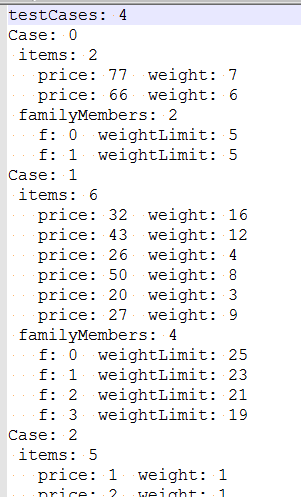 testCases: 4
Case: 0
items: 2
price: 77 weight: 7
price: 66 weight: 6
familyMembers: 2
f: 0 weightLimit: 5
f: 1 weightLimit: 5
Case: 1
items: 6
price: 32 weight: 16
price: 43 weight: 12
price: 26 weight: 4
price: 50 weight: 8
price: 20 weight: 3
price: 27 weight: 9
familyMembers: 4
f: 0 weightLimit: 25
f: 1 weightLimit: 23
f: 2 weightLimit: 21
f: 3 weightLimit: 19
Case: 2
items: 5
price: 1 weight: 1
price: 2 weight: 1